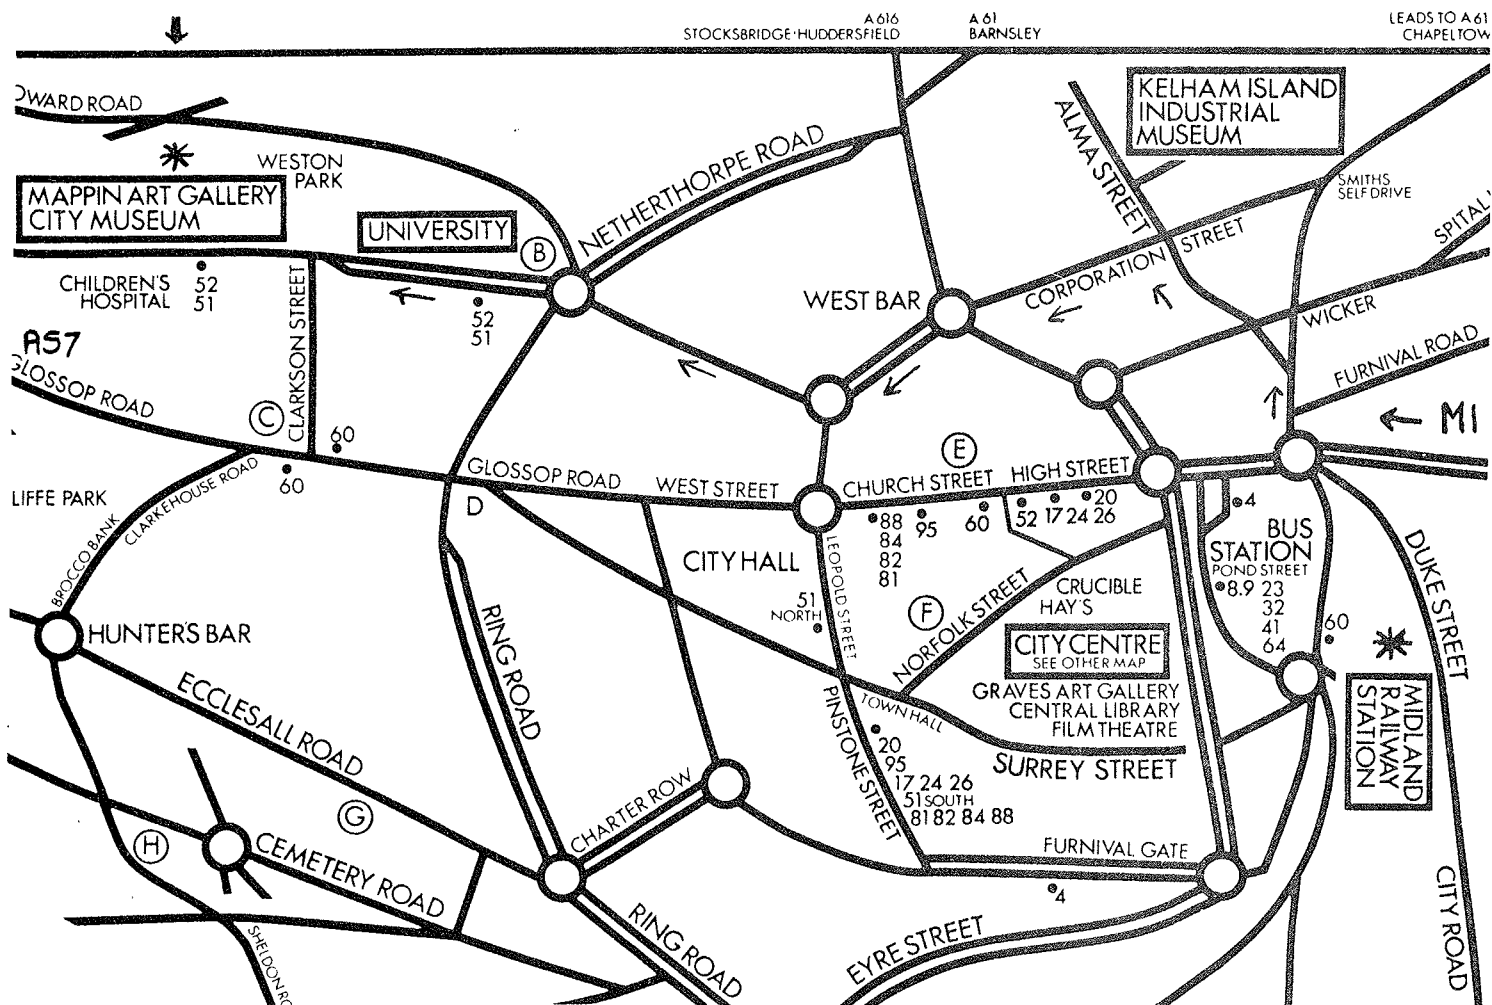 A616
STOCKSBRIDGE·HUDDERSFIELD
A 61
BARNSLEY
LEADS TO A 61
CHAPELTOW
WARD ROAD
WESTON
PARK
MAPPIN ART GALLERY
CITY MUSEUM
UNIVERSITY
B
NETHERTHORPE ROAD
ALMA STREET
KELHAM ISLAND
INDUSTRIAL
MUSEUM
SMITHS
SELF DRIVE
SPITAL
CHILDREN'S
HOSPITAL
52
51
CLARKSON STREET
52
51
WEST BAR
CORPORATION STREET
WICKER
FURNIVAL ROAD
M1
GLOSSOP ROAD
C
60
60
CLARKEHOUSE ROAD
BROCCO BANK
LIFFE PARK
GLOSSOP ROAD
D
WEST STREET
E
CHURCH STREET
HIGH STREET
88
84
82
81
95
60
52
17 24 26
20
4
BUS
STATION
POND STREET
8.9 23
32
41
64
60
DUKE STREET
CITY HALL
LEOPOLD STREET
51
NORTH
F
NORFOLK STREET
CRUCIBLE
HAY'S
CITY CENTRE
SEE OTHER MAP
GRAVES ART GALLERY
CENTRAL LIBRARY
FILM THEATRE
MIDLAND
RAILWAY
STATION
HUNTER'S BAR
ECCLESALL ROAD
RING ROAD
PINSTONE STREET
TOWN HALL
SURREY STREET
20
95
17 24 26
51 SOUTH
81 82 84 88
CHARTER ROW
G
H
CEMETERY ROAD
FURNIVAL GATE
4
CITY ROAD
SHELDON RO
RING ROAD
EYRE STREET